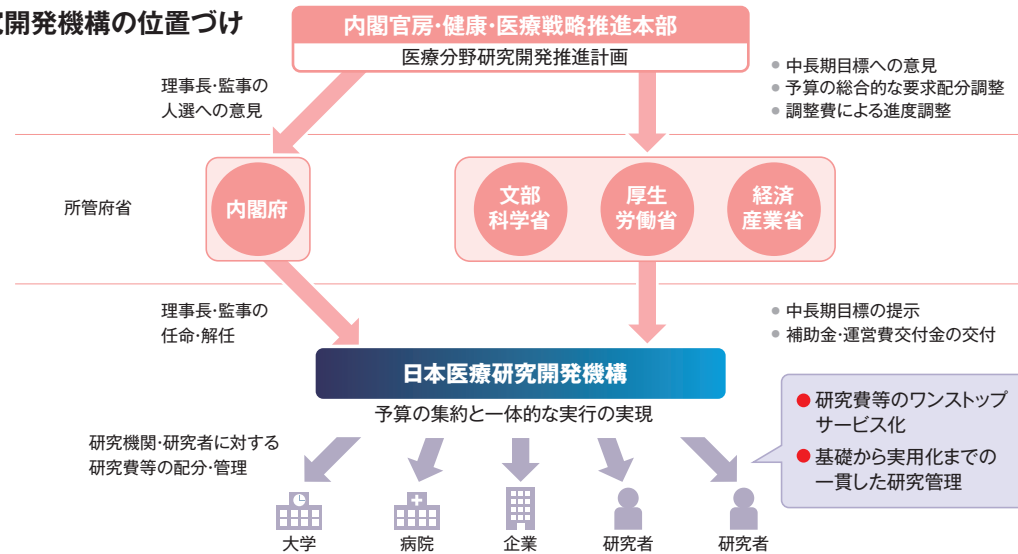 究開発機構の位置づけ
内閣官房・健康・医療戦略推進本部
医療分野研究開発推進計画
理事長・監事の
人選への意見
● 中長期目標への意見
● 予算の総合的な要求配分調整
● 調整費による進度調整
所管府省
内閣府
文部
科学省
厚生
労働省
経済
産業省
理事長・監事の
任命・解任
● 中長期目標の提示
● 補助金・運営費交付金の交付
日本医療研究開発機構
予算の集約と一体的な実行の実現
研究機関・研究者に対する
研究費等の配分・管理
● 研究費等のワンストップ
サービス化
● 基礎から実用化までの
一貫した研究管理
大学
病院
企業
研究者
研究者